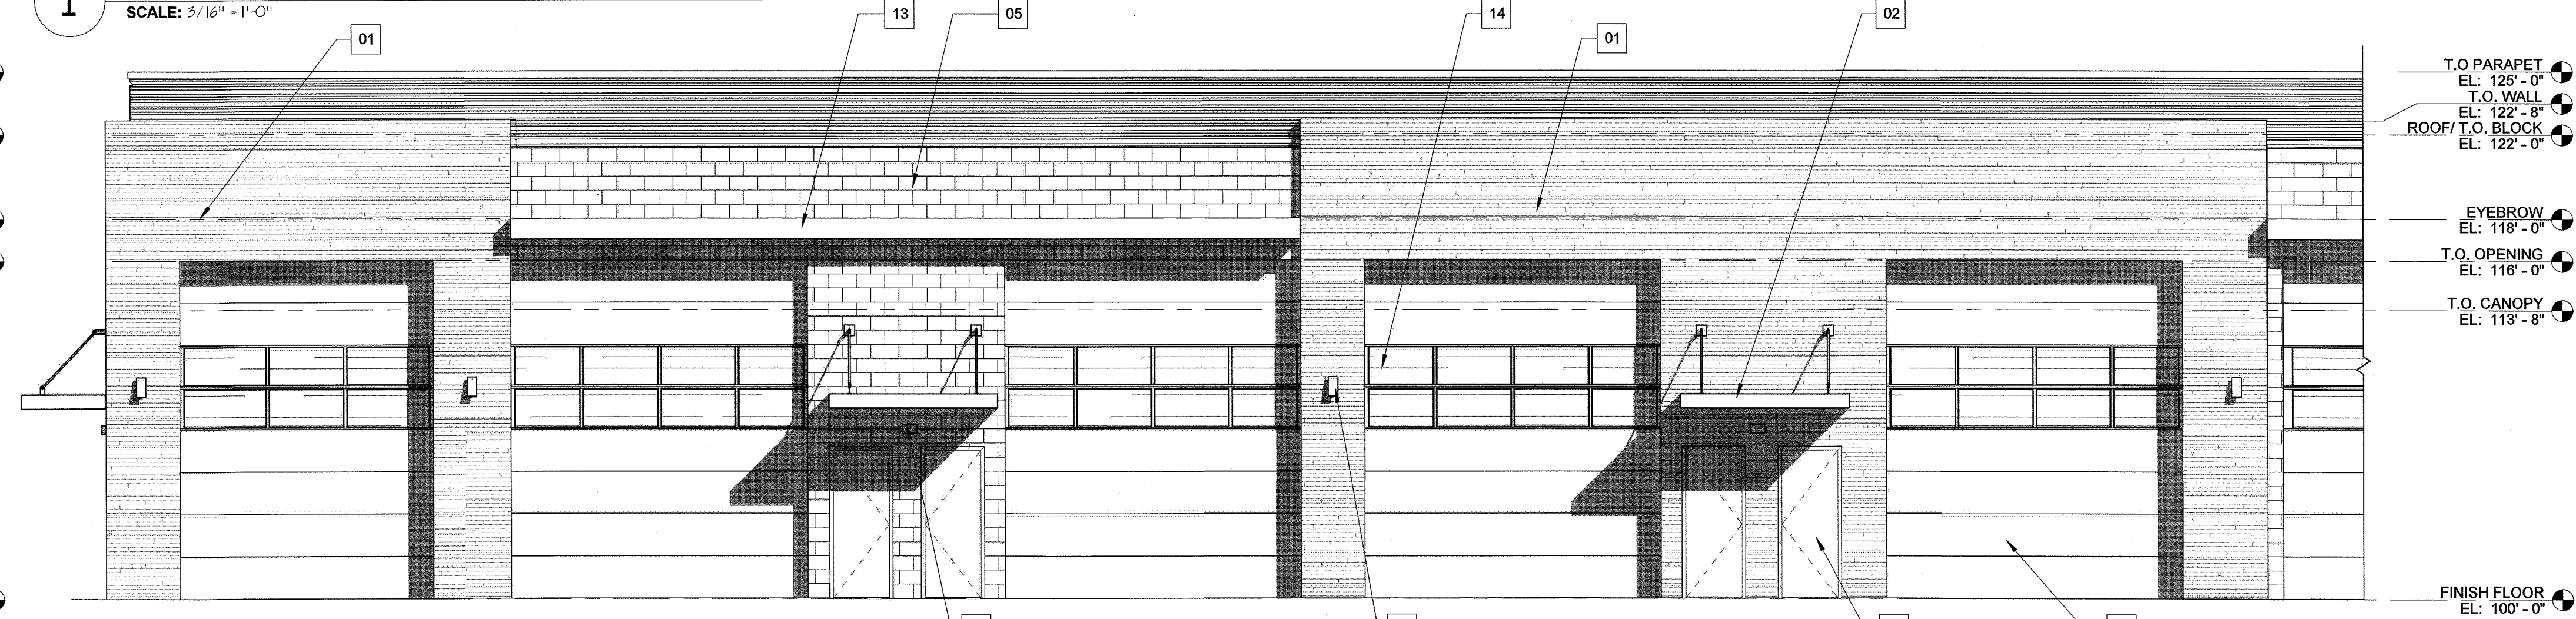 1
SCALE: 3/16" = 1'-0"
13
05
14
02
01
01
T.O PARAPET
EL: 125' - 0"
T.O. WALL
EL: 122' - 8"
ROOF/ T.O. BLOCK
EL: 122' - 0"
EYEBROW
EL: 118' - 0"
T.O. OPENING
EL: 116' - 0"
T.O. CANOPY
EL: 113' - 8"
FINISH FLOOR
EL: 100' - 0"